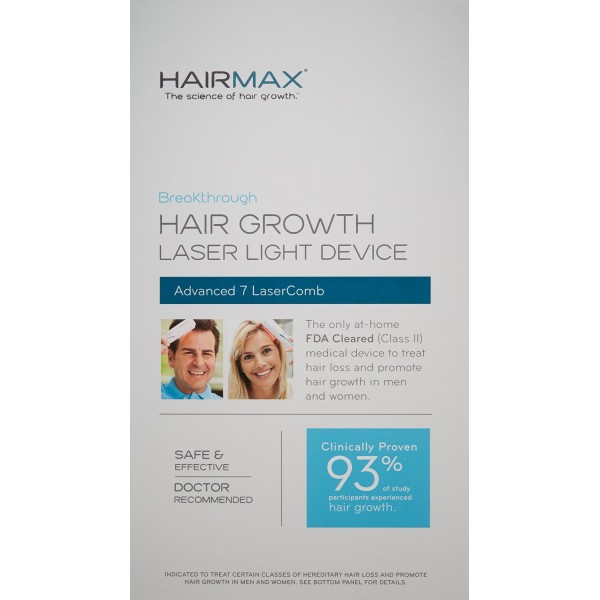 HAIRMAX®
The science of hair growth.™
Breakthrough
HAIR GROWTH
LASER LIGHT DEVICE
Advanced 7 LaserComb
The only at-home
FDA Cleared (Class II)
medical device to treat
hair loss and promote
hair growth in men
and women.
SAFE &
EFFECTIVE
DOCTOR
RECOMMENDED
Clinically Proven
93%
of study
participants experienced
hair growth.
INDICATED TO TREAT CERTAIN CLASSES OF HEREDITARY HAIR LOSS AND PROMOTE
HAIR GROWTH IN MEN AND WOMEN. SEE BOTTOM PANEL FOR DETAILS.